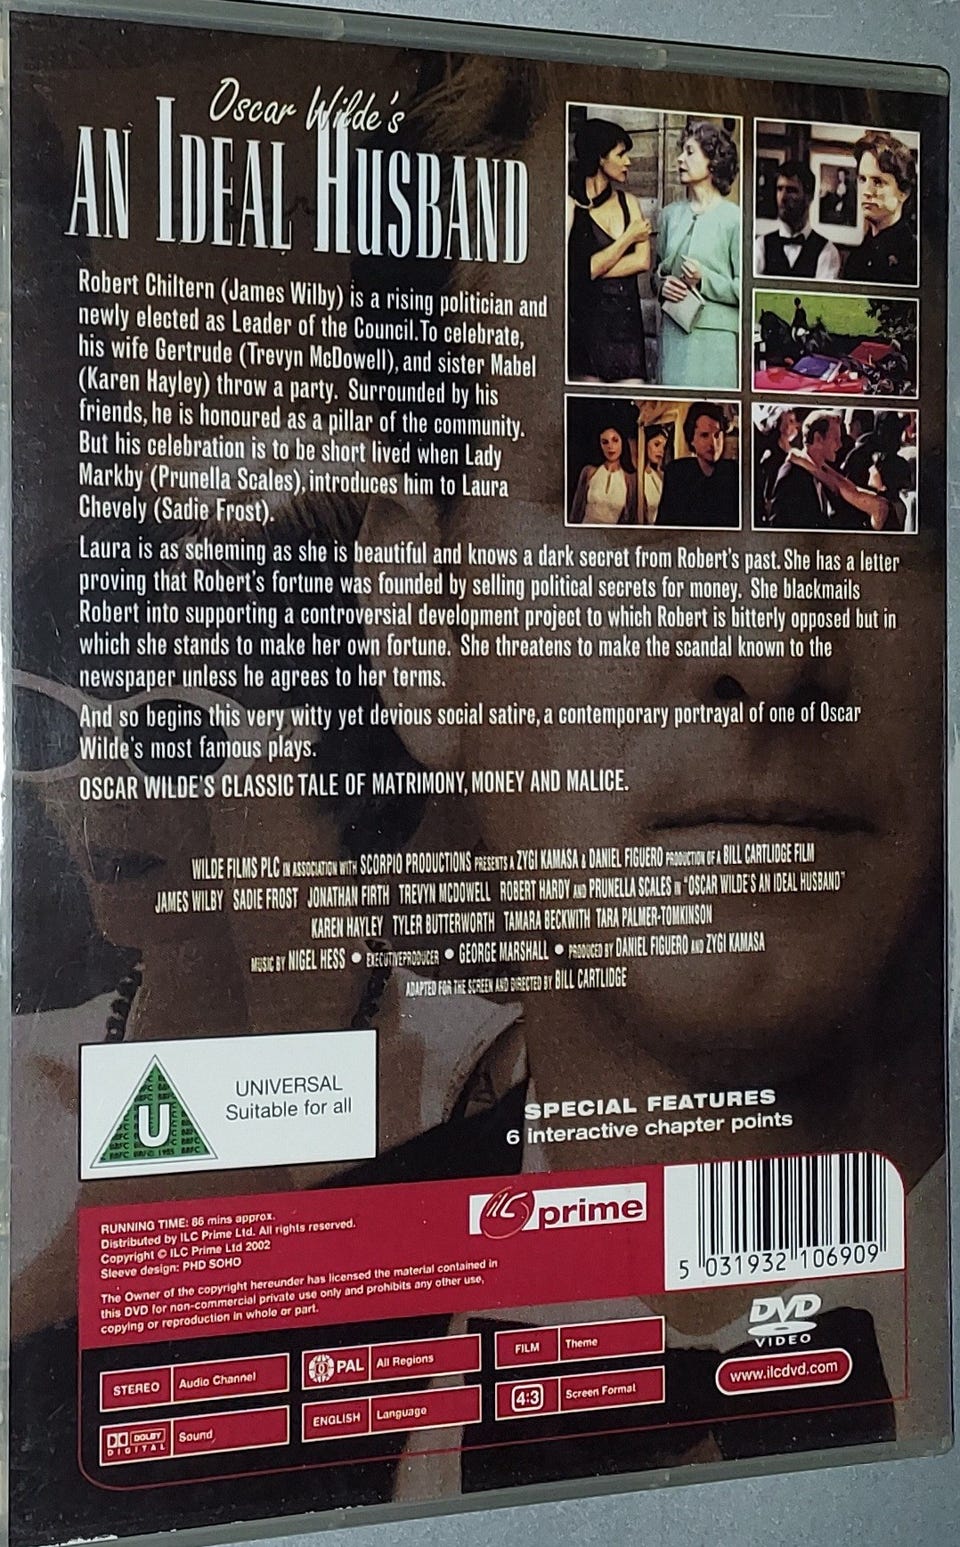 Oscar Wilde's
AN IDEAL HUSBAND
Robert Chiltern (James Wilby) is a rising politician and
newly elected as Leader of the Council. To celebrate,
his wife Gertrude (Trevyn McDowell), and sister Mabel
(Karen Hayley) throw a party. Surrounded by his
friends, he is honoured as a pillar of the community.
But his celebration is to be short lived when Lady
Markby (Prunella Scales), introduces him to Laura
Chevely (Sadie Frost).
Laura is as scheming as she is beautiful and knows a dark secret from Robert's past. She has a letter
proving that Robert's fortune was founded by selling political secrets for money. She blackmails
Robert into supporting a controversial development project to which Robert is bitterly opposed but in
which she stands to make her own fortune. She threatens to make the scandal known to the
newspaper unless he agrees to her terms.
And so begins this very witty yet devious social satire, a contemporary portrayal of one of Oscar
Wilde's most famous plays.
OSCAR WILDE'S CLASSIC TALE OF MATRIMONY, MONEY AND MALICE.
WILDE FILMS PLC IN ASSOCIATION WITH SCORPIO PRODUCTIONS PRESENTS A ZYGI KAMASA & DANIEL FIGUERO PRODUCTION OF A BILL CARTLIDGE FILM
JAMES WILBY SADIE FROST JONATHAN FIRTH TREVYN MCDOWELL ROBERT HARDY AND PRUNELLA SCALES IN "OSCAR WILDE'S AN IDEAL HUSBAND"
KAREN HAYLEY TYLER BUTTERWORTH TAMARA BECKWITH TARA PALMER-TOMKINSON
MUSIC BY NIGEL HESS ● EXECUTIVEPRODUCER ● GEORGE MARSHALL ● PRODUCED BY DANIEL FIGUERO AND ZYGI KAMASA
ADAPTED FOR THE SCREEN AND DIRECTED BY BILL CARTLIDGE
U
UNIVERSAL
Suitable for all
SPECIAL FEATURES
6 interactive chapter points
RUNNING TIME: 86 mins approx.
Distributed by ILC Prime Ltd. All rights reserved.
Copyright © ILC Prime Ltd 2002
Sleeve design: PHD SOHO
The Owner of the copyright hereunder has licensed the material contained in
this DVD for non-commercial private use only and prohibits any other use,
copying or reproduction in whole or part.
ilc prime
5 031932 106909
DVD
VIDEO
www.ilcdvd.com
STEREO Audio Channel
PAL All Regions
FILM Theme
DOLBY DIGITAL Sound
ENGLISH Language
4:3 Screen Format